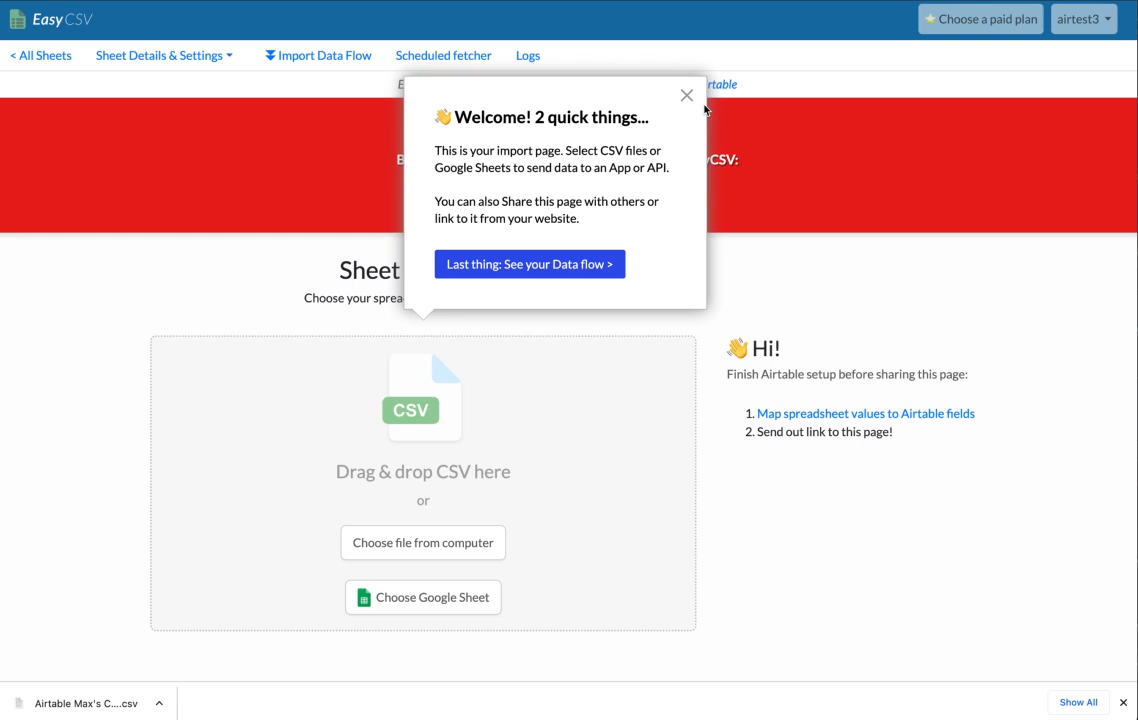 EasyCSV
⭐ Choose a paid plan
airtest3
< All Sheets
Sheet Details & Settings
Import Data Flow
Scheduled fetcher
Logs
👋 Welcome! 2 quick things...
This is your import page. Select CSV files or
Google Sheets to send data to an App or API.
You can also Share this page with others or
link to it from your website.
Last thing: See your Data flow >
Sheet
Choose your
CSV
Drag & drop CSV here
or
Choose file from computer
Choose Google Sheet
👋 Hi!
Finish Airtable setup before sharing this page:
1. Map spreadsheet values to Airtable fields
2. Send out link to this page!
Airtable Max's C....csv
Show All